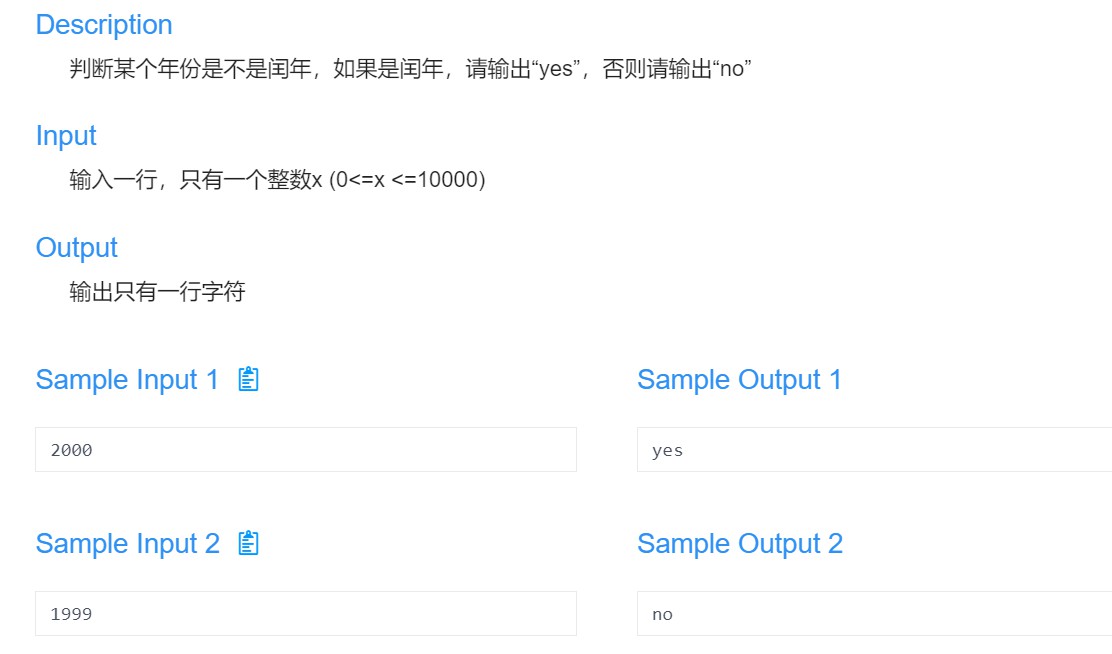 Description
判断某个年份是不是闰年，如果是闰年，请输出“yes”，否则请输出“no”
Input
输入一行，只有一个整数x (0<=x <=10000)
Output
输出只有一行字符
Sample Input 1
Sample Output 1
2000
yes
Sample Input 2
Sample Output 2
1999
no